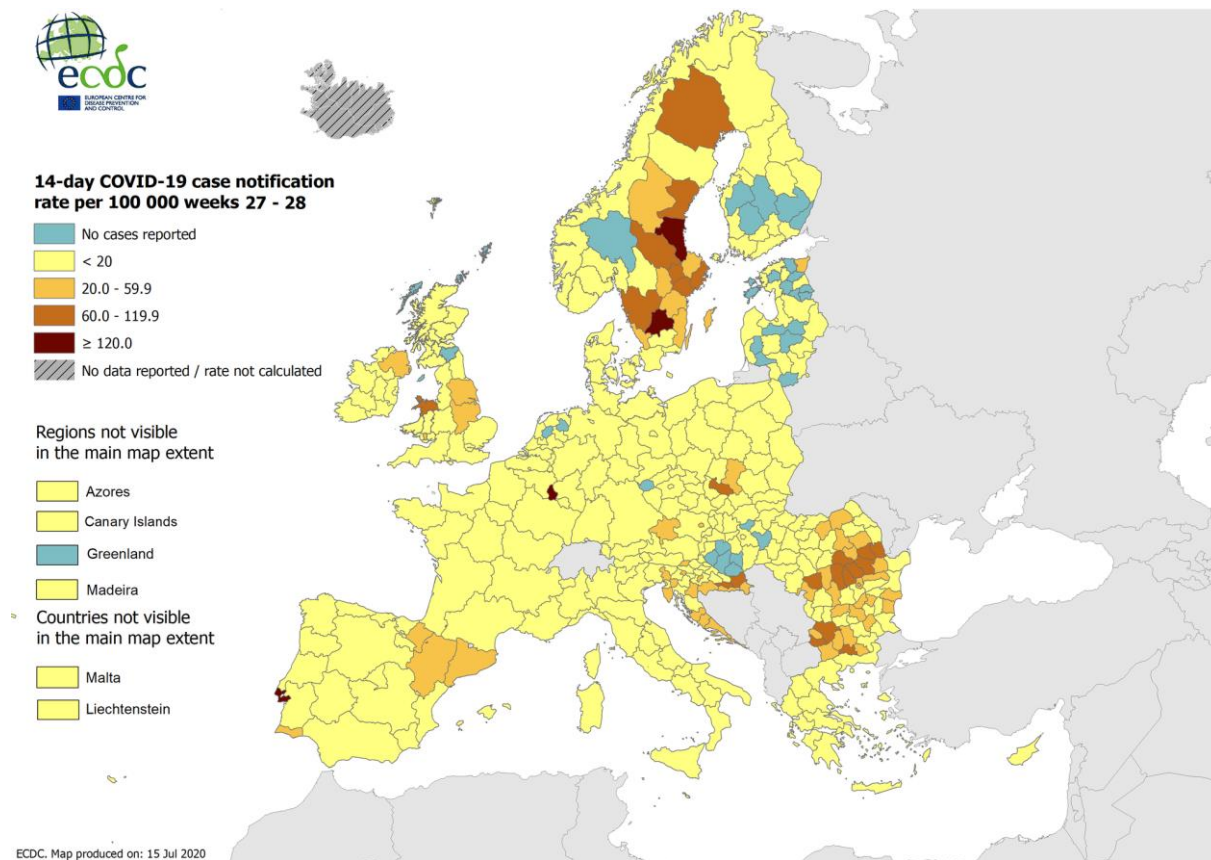 ecdc
EUROPEAN CENTRE FOR
DISEASE PREVENTION
AND CONTROL
14-day COVID-19 case notification
rate per 100 000 weeks 27 - 28
No cases reported
< 20
20.0 - 59.9
60.0 - 119.9
≥ 120.0
No data reported / rate not calculated
Regions not visible
in the main map extent
Azores
Canary Islands
Greenland
Madeira
Countries not visible
in the main map extent
Malta
Liechtenstein
ECDC. Map produced on: 15 Jul 2020